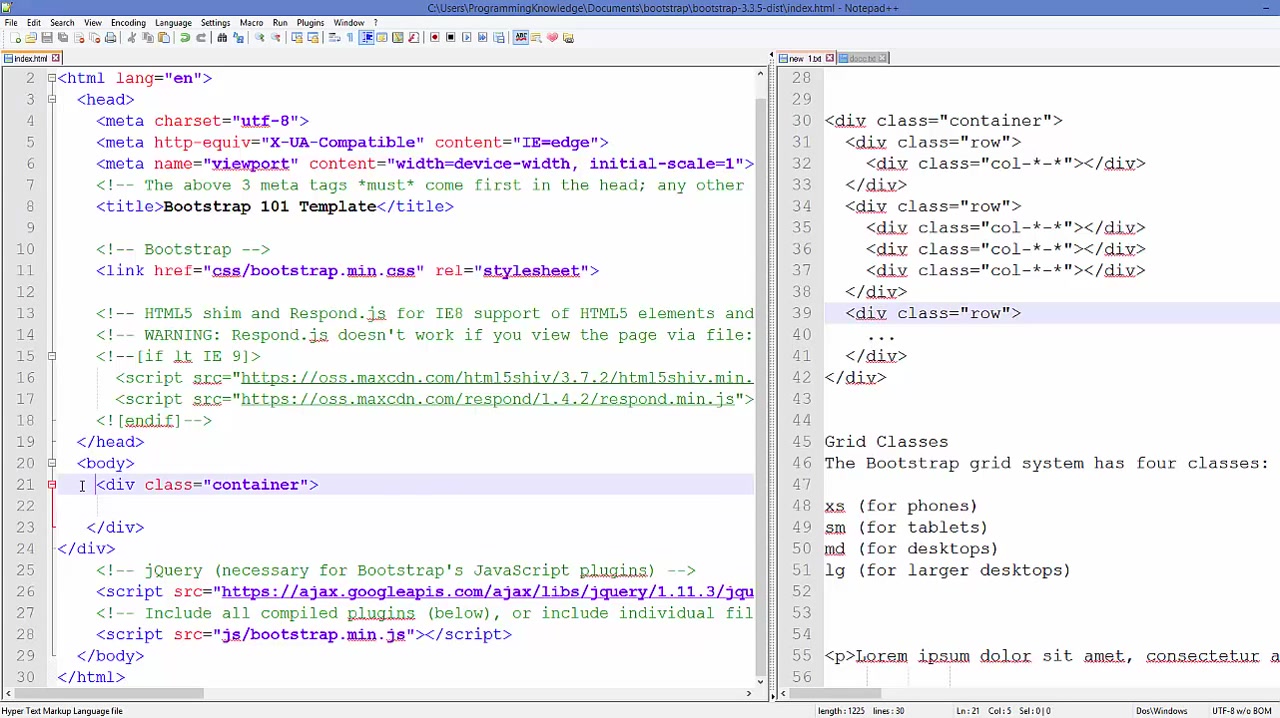 C:\Users\ProgrammingKnowledge\Documents\bootstrap\bootstrap-3.3.5-dist\index.html - Notepad++
File Edit Search View Encoding Language Settings Macro Run Plugins Window ?
index.html
new 1.txt
2 <html lang="en">
3 <head>
4 <meta charset="utf-8">
5 <meta http-equiv="X-UA-Compatible" content="IE=edge">
6 <meta name="viewport" content="width=device-width, initial-scale=1">
7 <!-- The above 3 meta tags *must* come first in the head; any other
8 <title>Bootstrap 101 Template</title>
9
10 <!-- Bootstrap -->
11 <link href="css/bootstrap.min.css" rel="stylesheet">
12
13 <!-- HTML5 shim and Respond.js for IE8 support of HTML5 elements and
14 <!-- WARNING: Respond.js doesn't work if you view the page via file:
15 <!--[if lt IE 9]>
16 <script src="https://oss.maxcdn.com/html5shiv/3.7.2/html5shiv.min.
17 <script src="https://oss.maxcdn.com/respond/1.4.2/respond.min.js">
18 <![endif]-->
19 </head>
20 <body>
21 <div class="container">
22
23 </div>
24 </div>
25 <!-- jQuery (necessary for Bootstrap's JavaScript plugins) -->
26 <script src="https://ajax.googleapis.com/ajax/libs/jquery/1.11.3/jqu
27 <!-- Include all compiled plugins (below), or include individual fil
28 <script src="js/bootstrap.min.js"></script>
29 </body>
30 </html>
28
29
30 <div class="container">
31 <div class="row">
32 <div class="col-*-*"></div>
33 </div>
34 <div class="row">
35 <div class="col-*-*"></div>
36 <div class="col-*-*"></div>
37 <div class="col-*-*"></div>
38 </div>
39 <div class="row">
40 ...
41 </div>
42 </div>
43
44
45 Grid Classes
46 The Bootstrap grid system has four classes:
47
48 xs (for phones)
49 sm (for tablets)
50 md (for desktops)
51 lg (for larger desktops)
52
53
54
55 <p>Lorem ipsum dolor sit amet, consectetur a
56
Hyper Text Markup Language file
length:1225 lines:30
Ln:21 Col:5 Sel:0|0
Dos\Windows
UTF-8 w/o BOM